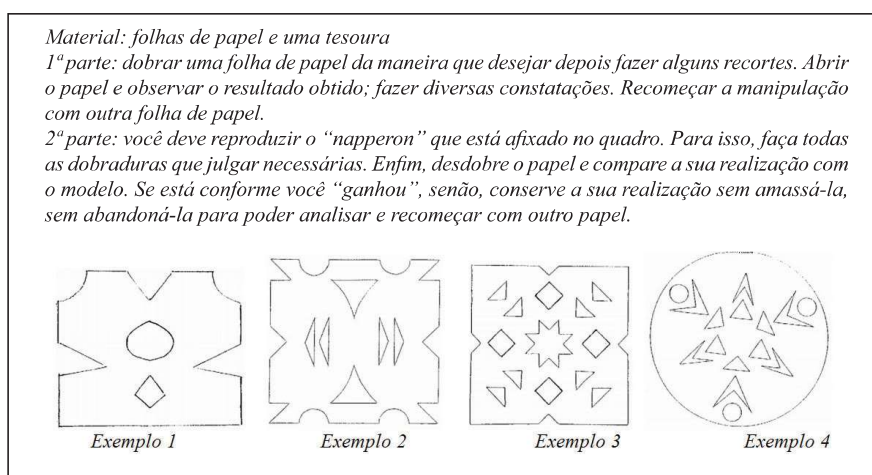 Material: folhas de papel e uma tesoura
1ª parte: dobrar uma folha de papel da maneira que desejar depois fazer alguns recortes. Abrir
o papel e observar o resultado obtido; fazer diversas constatações. Recomeçar a manipulação
com outra folha de papel.
2ª parte: você deve reproduzir o “napperon” que está afixado no quadro. Para isso, faça todas
as dobraduras que julgar necessárias. Enfim, desdobre o papel e compare a sua realização com
o modelo. Se está conforme você “ganhou”, senão, conserve a sua realização sem amassá-la,
sem abandoná-la para poder analisar e recomeçar com outro papel.
Exemplo 1 Exemplo 2 Exemplo 3 Exemplo 4